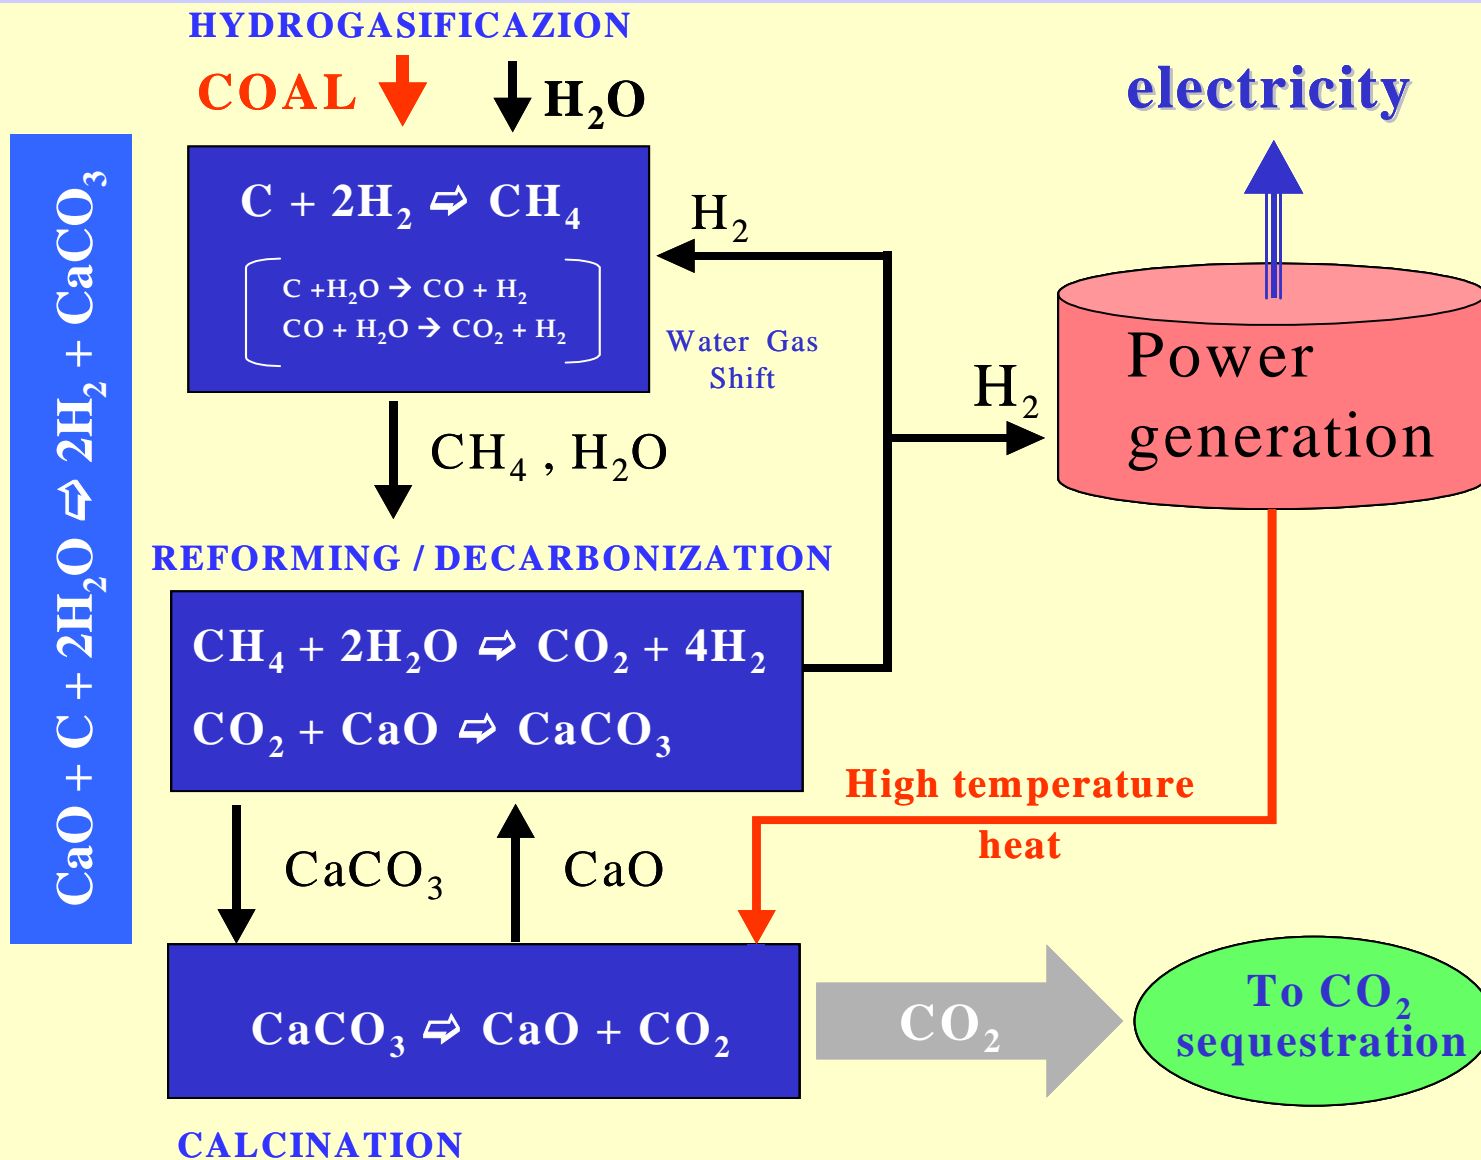 HYDROGASIFICAZION
COAL
H₂O
electricity
CaO + C + 2H₂O ⇨ 2H₂ + CaCO₃
C + 2H₂ ⇨ CH₄
C +H₂O → CO + H₂
CO + H₂O → CO₂ + H₂
H₂
Water Gas
Shift
H₂
Power
generation
CH₄ , H₂O
REFORMING / DECARBONIZATION
CH₄ + 2H₂O ⇨ CO₂ + 4H₂
CO₂ + CaO ⇨ CaCO₃
High temperature
heat
CaCO₃
CaO
CaCO₃ ⇨ CaO + CO₂
CO₂
To CO₂
sequestration
CALCINATION